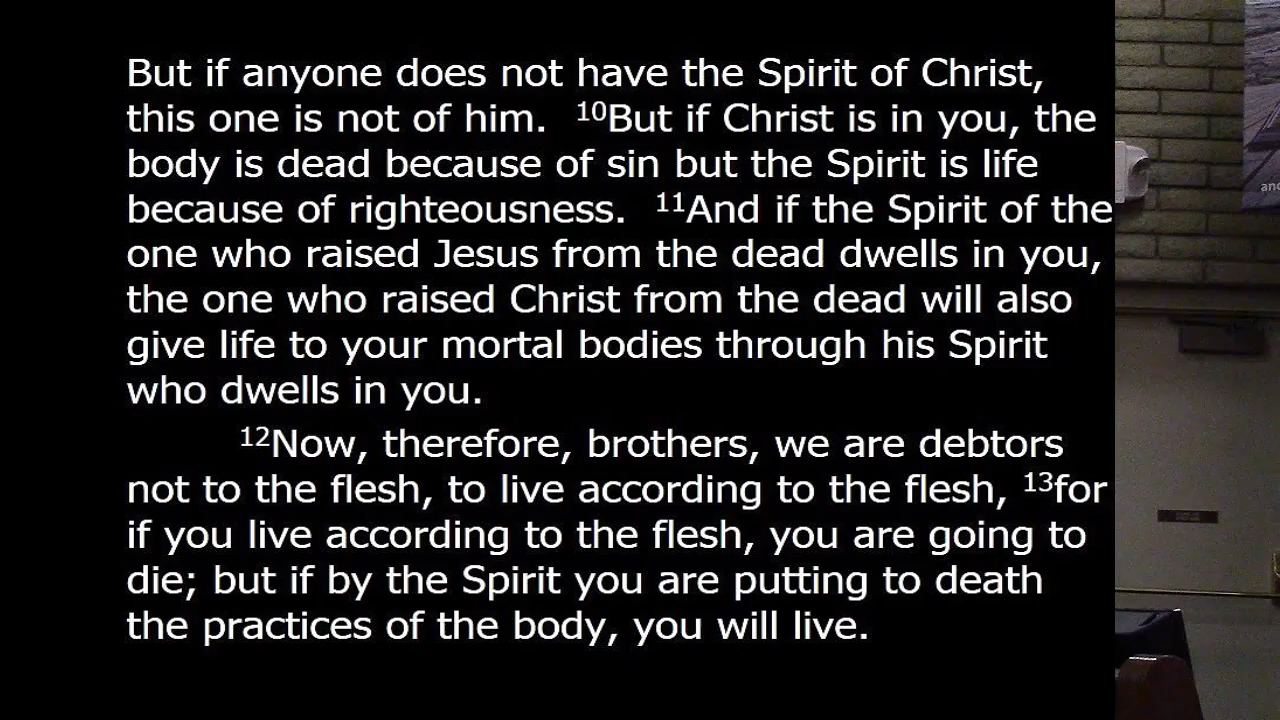 But if anyone does not have the Spirit of Christ,
this one is not of him. ¹⁰But if Christ is in you, the
body is dead because of sin but the Spirit is life
because of righteousness. ¹¹And if the Spirit of the
one who raised Jesus from the dead dwells in you,
the one who raised Christ from the dead will also
give life to your mortal bodies through his Spirit
who dwells in you.
¹²Now, therefore, brothers, we are debtors
not to the flesh, to live according to the flesh, ¹³for
if you live according to the flesh, you are going to
die; but if by the Spirit you are putting to death
the practices of the body, you will live.